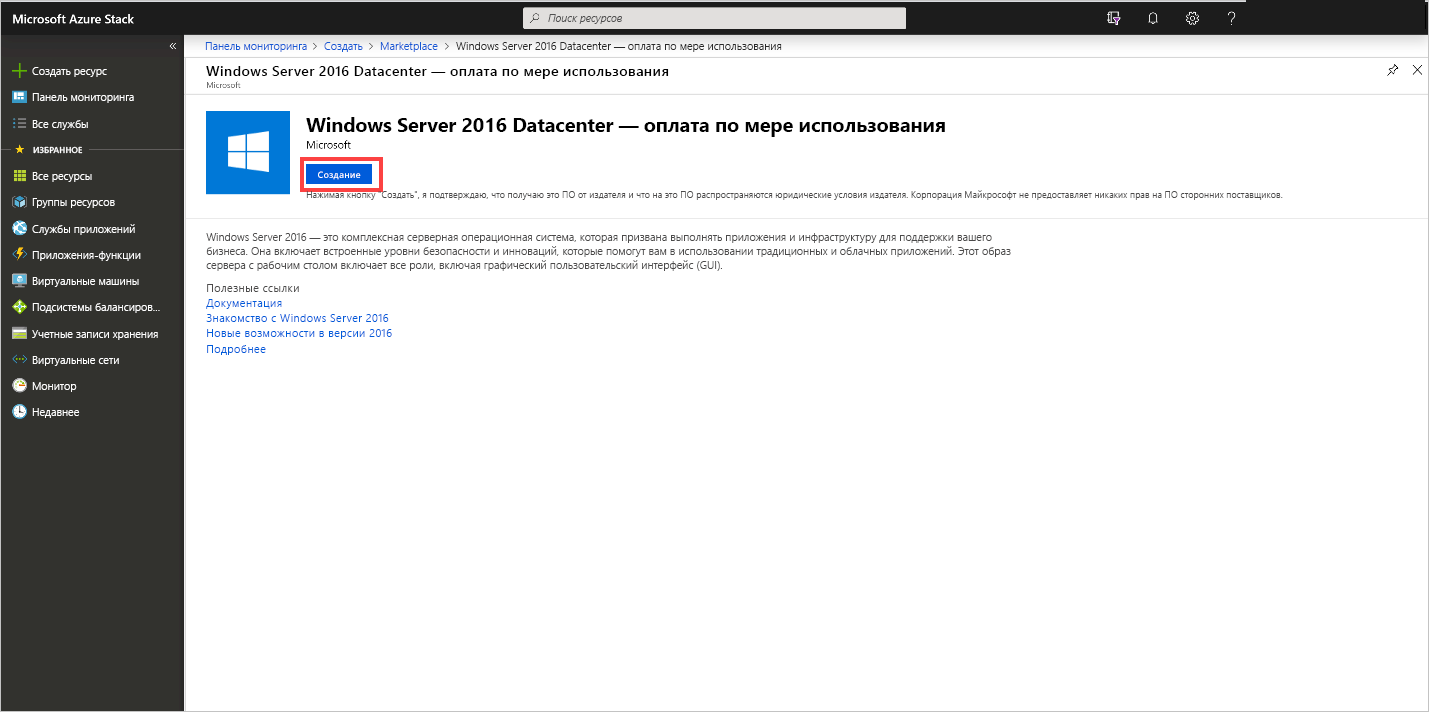 Microsoft Azure Stack
Поиск ресурсов
?
«
Создать ресурс
Панель мониторинга
Все службы
ИЗБРАННОЕ
Все ресурсы
Группы ресурсов
Службы приложений
Приложения-функции
Виртуальные машины
Подсистемы балансиров...
Учетные записи хранения
Виртуальные сети
Монитор
Недавнее
Панель мониторинга > Создать > Marketplace > Windows Server 2016 Datacenter — оплата по мере использования
Windows Server 2016 Datacenter — оплата по мере использования
Microsoft
Windows Server 2016 Datacenter — оплата по мере использования
Microsoft
Создание
Нажимая кнопку "Создать", я подтверждаю, что получаю это ПО от издателя и что на это ПО распространяются юридические условия издателя. Корпорация Майкрософт не предоставляет никаких прав на ПО сторонних поставщиков.
Windows Server 2016 — это комплексная серверная операционная система, которая призвана выполнять приложения и инфраструктуру для поддержки вашего
бизнеса. Она включает встроенные уровни безопасности и инноваций, которые помогут вам в использовании традиционных и облачных приложений. Этот образ
сервера с рабочим столом включает все роли, включая графический пользовательский интерфейс (GUI).
Полезные ссылки
Документация
Знакомство с Windows Server 2016
Новые возможности в версии 2016
Подробнее